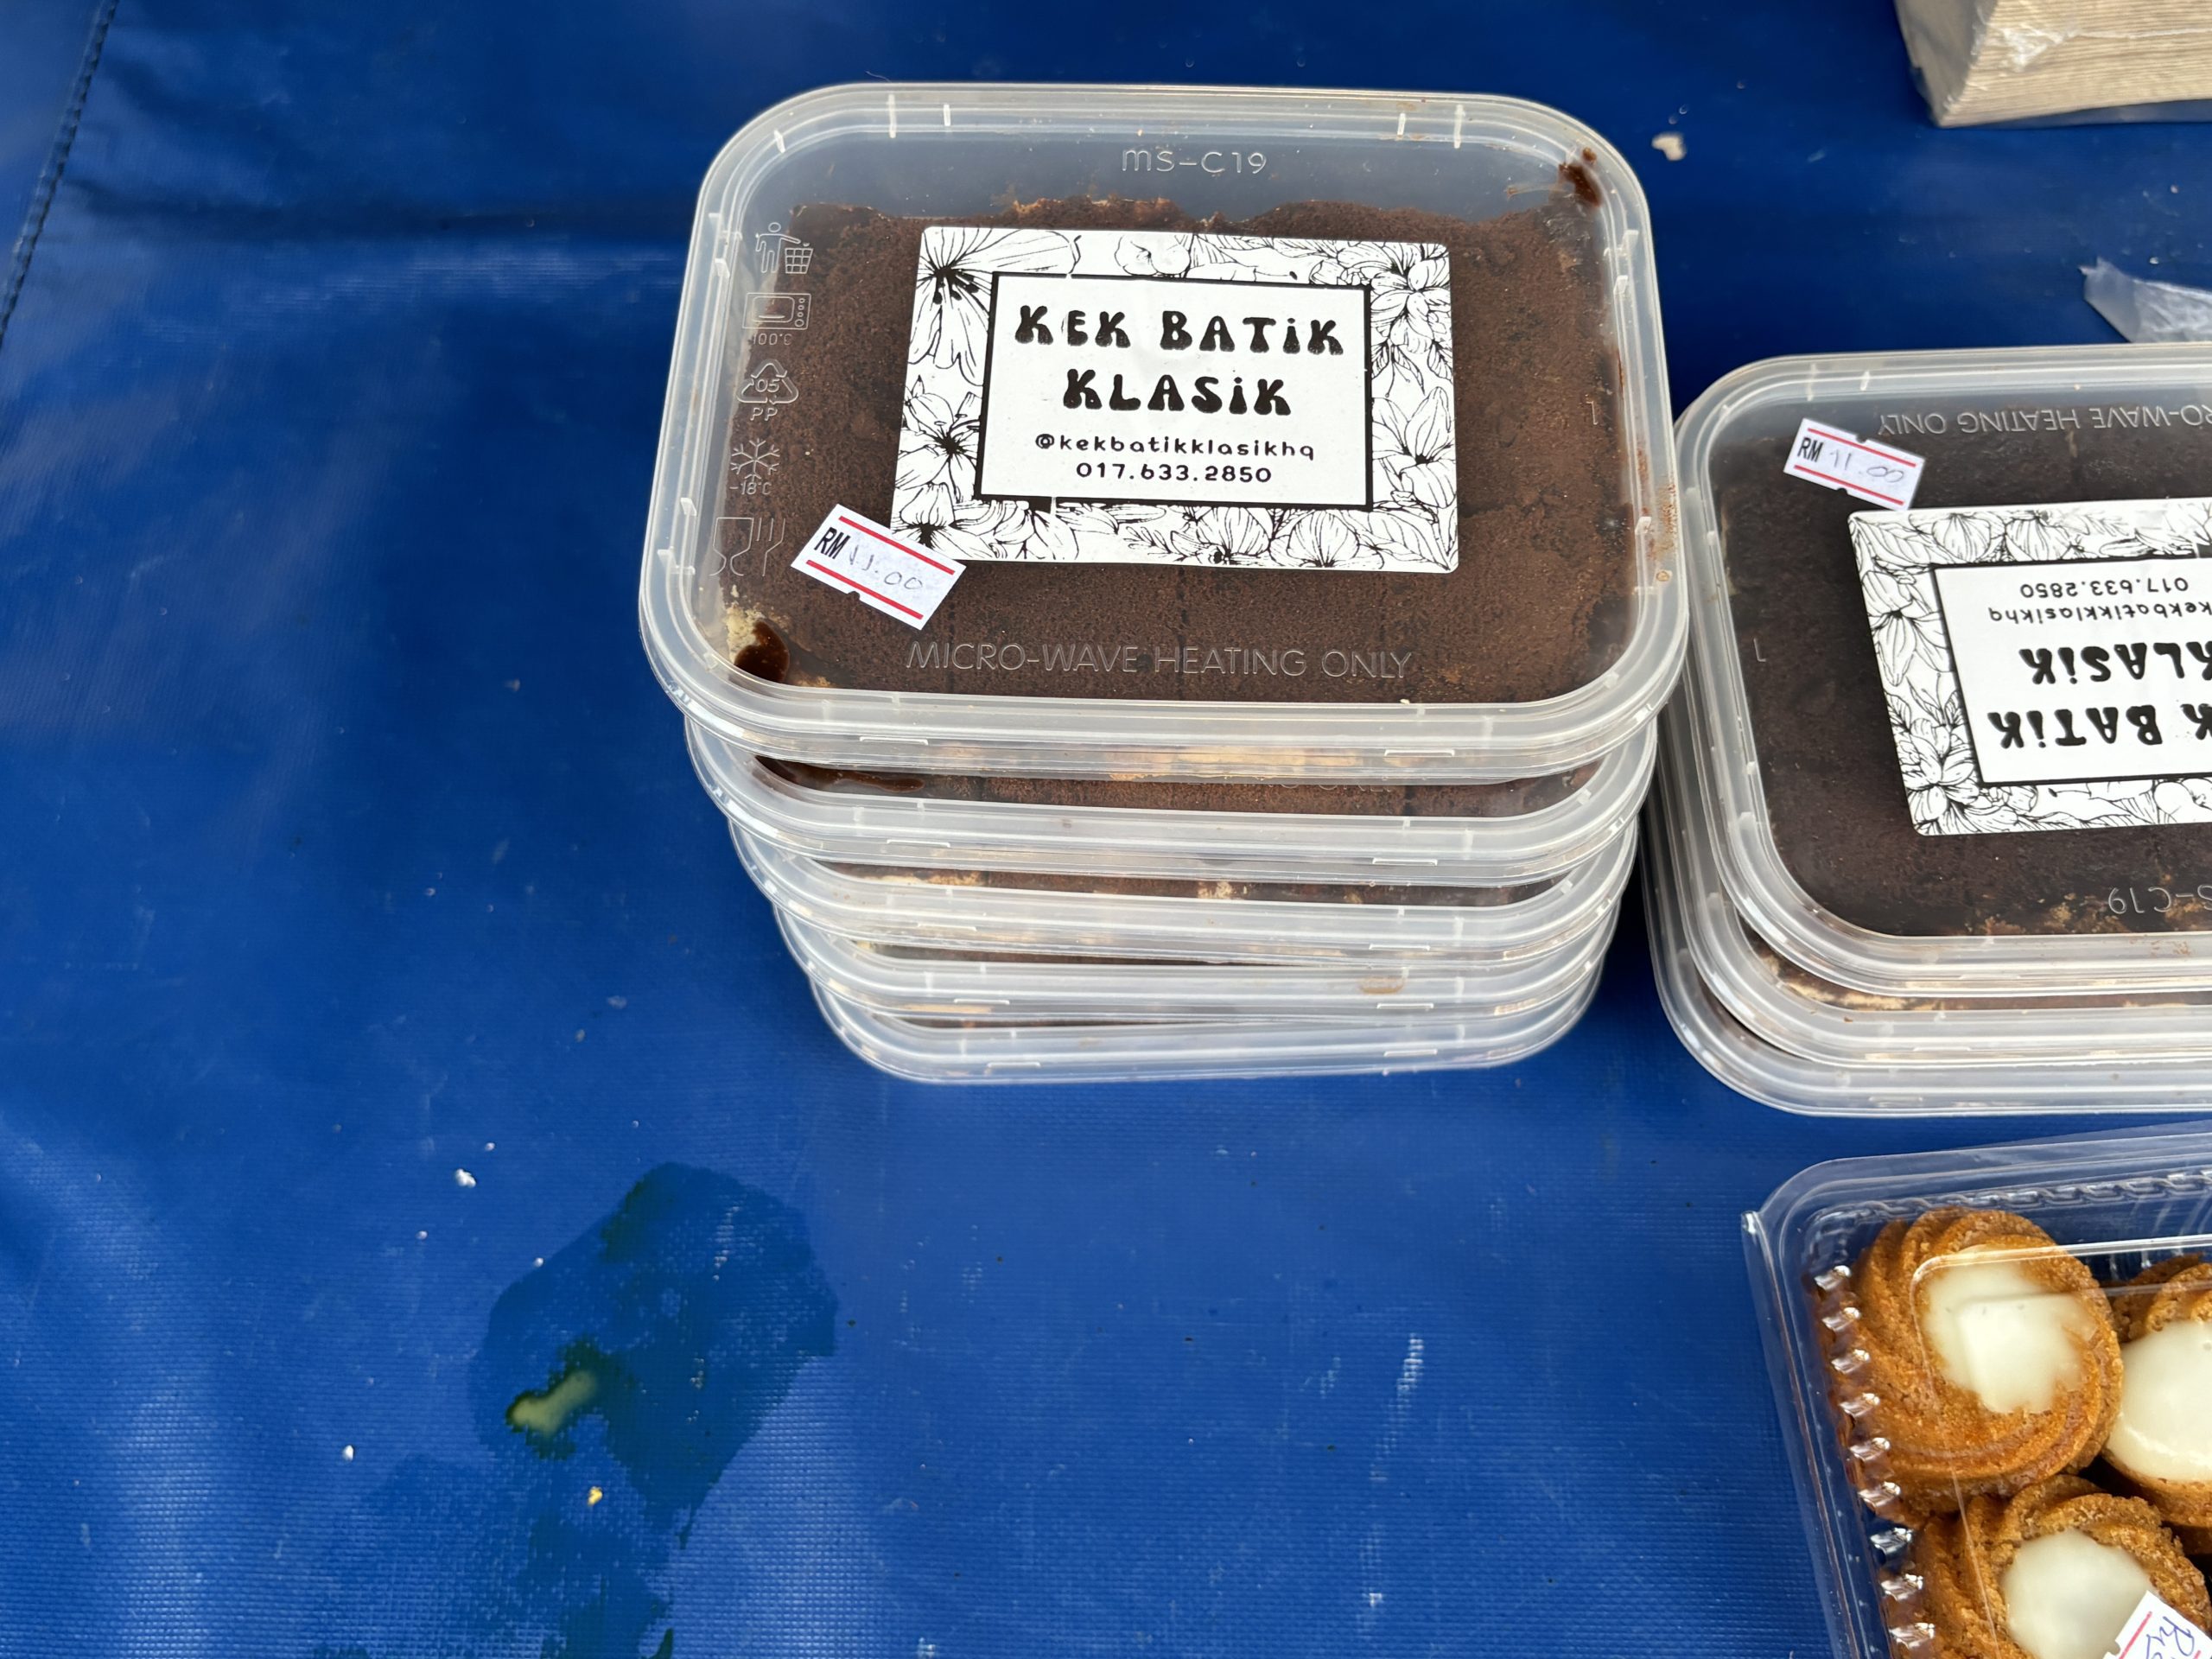 mS-C19
100°C
05
PP
-18°C
KEK BATiK
KLASiK
@kekbatikklasikhq
017.633.2850
RM 11.00
MICRO-WAVE HEATING ONLY
RO-WAVE HEATING ONLY
RM 11.00
K BATiK
KLASiK
kekbatikklasikhq
017.633.2850
S-C19